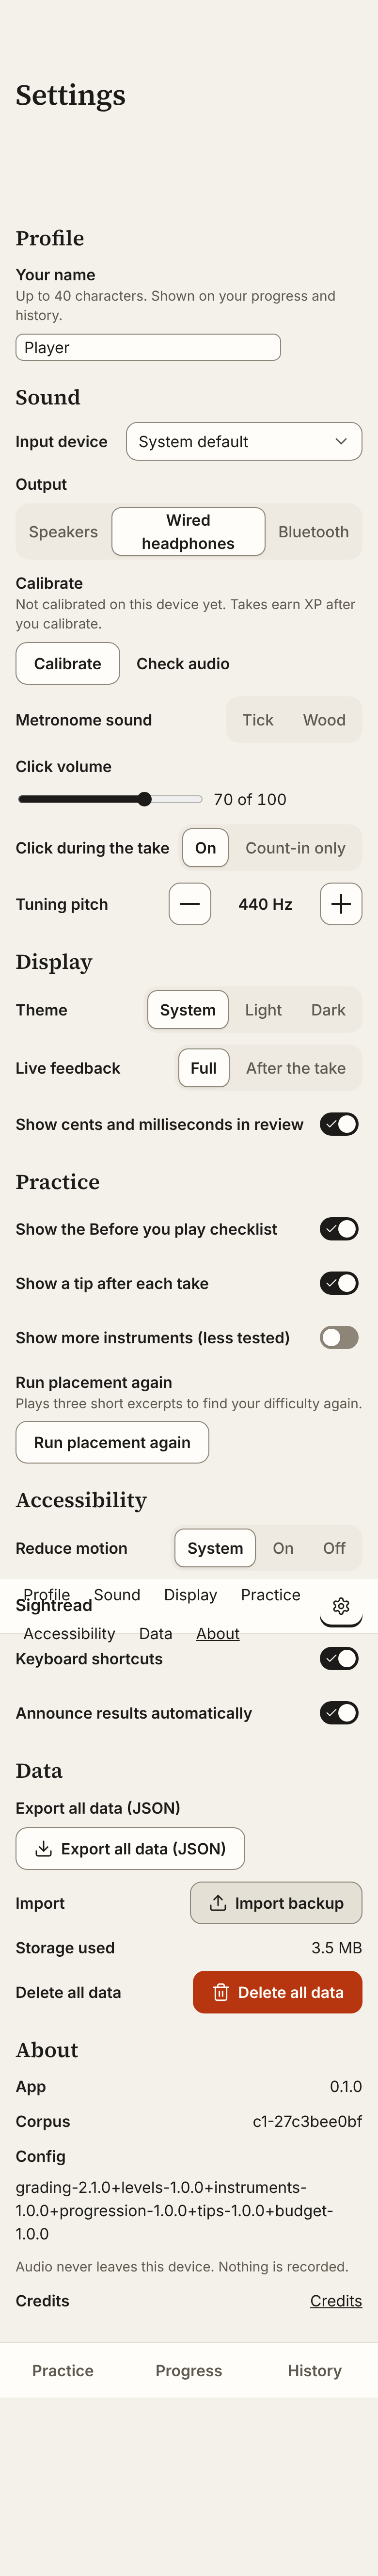 Settings
Profile
Your name
Up to 40 characters. Shown on your progress and
history.
Player
Sound
Input device
System default
Output
Speakers
Wired
headphones
Bluetooth
Calibrate
Not calibrated on this device yet. Takes earn XP after
you calibrate.
Calibrate
Check audio
Metronome sound
Tick
Wood
Click volume
70 of 100
Click during the take
On
Count-in only
Tuning pitch
440 Hz
Display
Theme
System
Light
Dark
Live feedback
Full
After the take
Show cents and milliseconds in review
Practice
Show the Before you play checklist
Show a tip after each take
Show more instruments (less tested)
Run placement again
Plays three short excerpts to find your difficulty again.
Run placement again
Accessibility
Reduce motion
System
On
Off
Profile
Sound
Display
Practice
Sightread
Accessibility
Data
About
Keyboard shortcuts
Announce results automatically
Data
Export all data (JSON)
Export all data (JSON)
Import
Import backup
Storage used
3.5 MB
Delete all data
Delete all data
About
App
0.1.0
Corpus
c1-27c3bee0bf
Config
grading-2.1.0+levels-1.0.0+instruments-
1.0.0+progression-1.0.0+tips-1.0.0+budget-
1.0.0
Audio never leaves this device. Nothing is recorded.
Credits
Credits
Practice
Progress
History